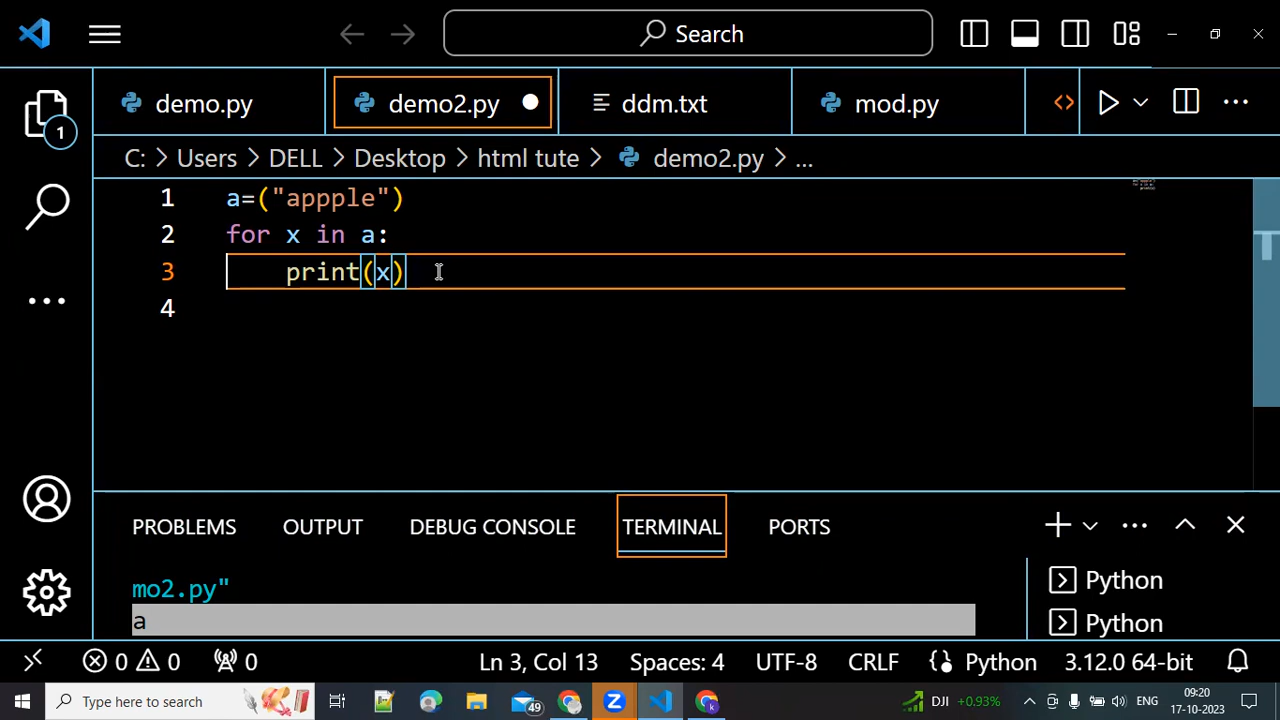 Search
demo.py
demo2.py
ddm.txt
mod.py
1
C: > Users > DELL > Desktop > html tute > demo2.py > ...
1 a=("appple")
2 for x in a:
3 print(x)
4
PROBLEMS OUTPUT DEBUG CONSOLE TERMINAL PORTS
mo2.py"
a
Python
Python
0 0 0 Ln 3, Col 13 Spaces: 4 UTF-8 CRLF Python 3.12.0 64-bit
Type here to search 49 DJI +0.93% ENG 09:20
17-10-2023